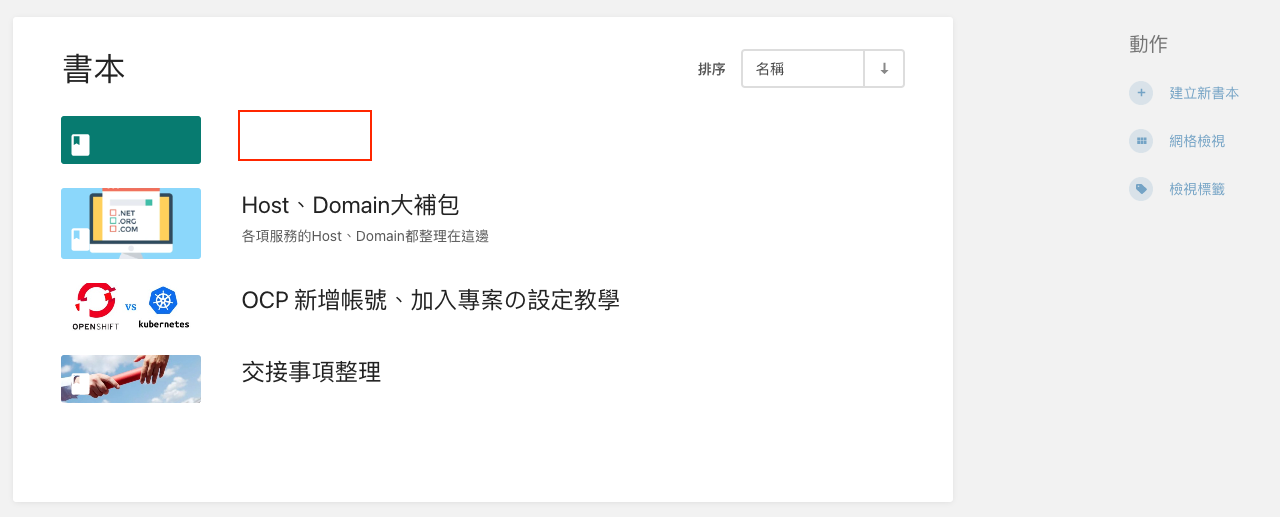 書本
排序
名稱
動作
建立新書本
網格檢視
檢視標籤
.NET
.ORG
.COM
Host、Domain大補包
各項服務的Host、Domain都整理在這邊
OPENSHIFT
vs
kubernetes
OCP 新增帳號、加入專案の設定教學
交接事項整理